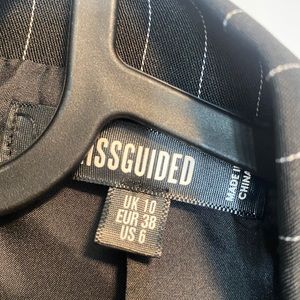 ISSGUIDED
MADE IN
CHINA
UK 10
EUR 38
US 6